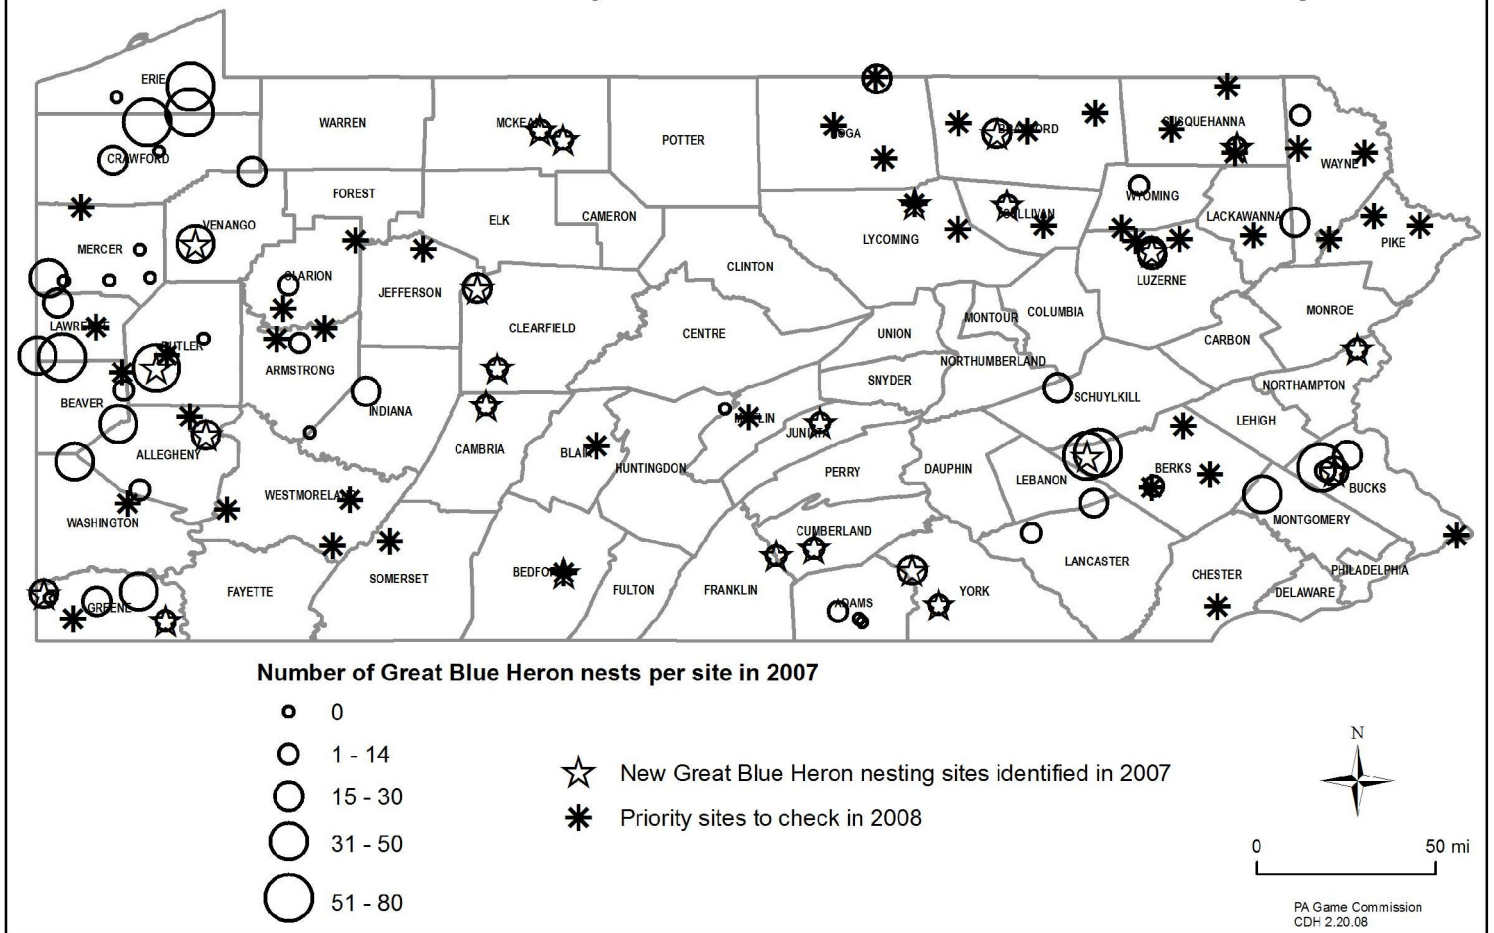 ERIE
WARREN
MCKEAN
POTTER
TIOGA
BRADFORD
SUSQUEHANNA
WAYNE
CRAWFORD
FOREST
ELK
CAMERON
VENANGO
MERCER
LYCOMING
SULLIVAN
WYOMING
LACKAWANNA
PIKE
CLARION
JEFFERSON
CLINTON
CLEARFIELD
CENTRE
UNION
MONTOUR
COLUMBIA
LUZERNE
MONROE
CARBON
LAWRENCE
BUTLER
ARMSTRONG
NORTHUMBERLAND
SNYDER
NORTHAMPTON
BEAVER
INDIANA
SCHUYLKILL
LEHIGH
ALLEGHENY
CAMBRIA
BLAIR
HUNTINGDON
MIFFLIN
JUNIATA
PERRY
DAUPHIN
LEBANON
BERKS
BUCKS
MONTGOMERY
WASHINGTON
WESTMORELAND
CUMBERLAND
LANCASTER
CHESTER
PHILADELPHIA
DELAWARE
GREENE
FAYETTE
SOMERSET
BEDFORD
FULTON
FRANKLIN
ADAMS
YORK
Number of Great Blue Heron nests per site in 2007
0
1 - 14
15 - 30
31 - 50
51 - 80
New Great Blue Heron nesting sites identified in 2007
Priority sites to check in 2008
N
0 50 mi
PA Game Commission
CDH 2.20.08